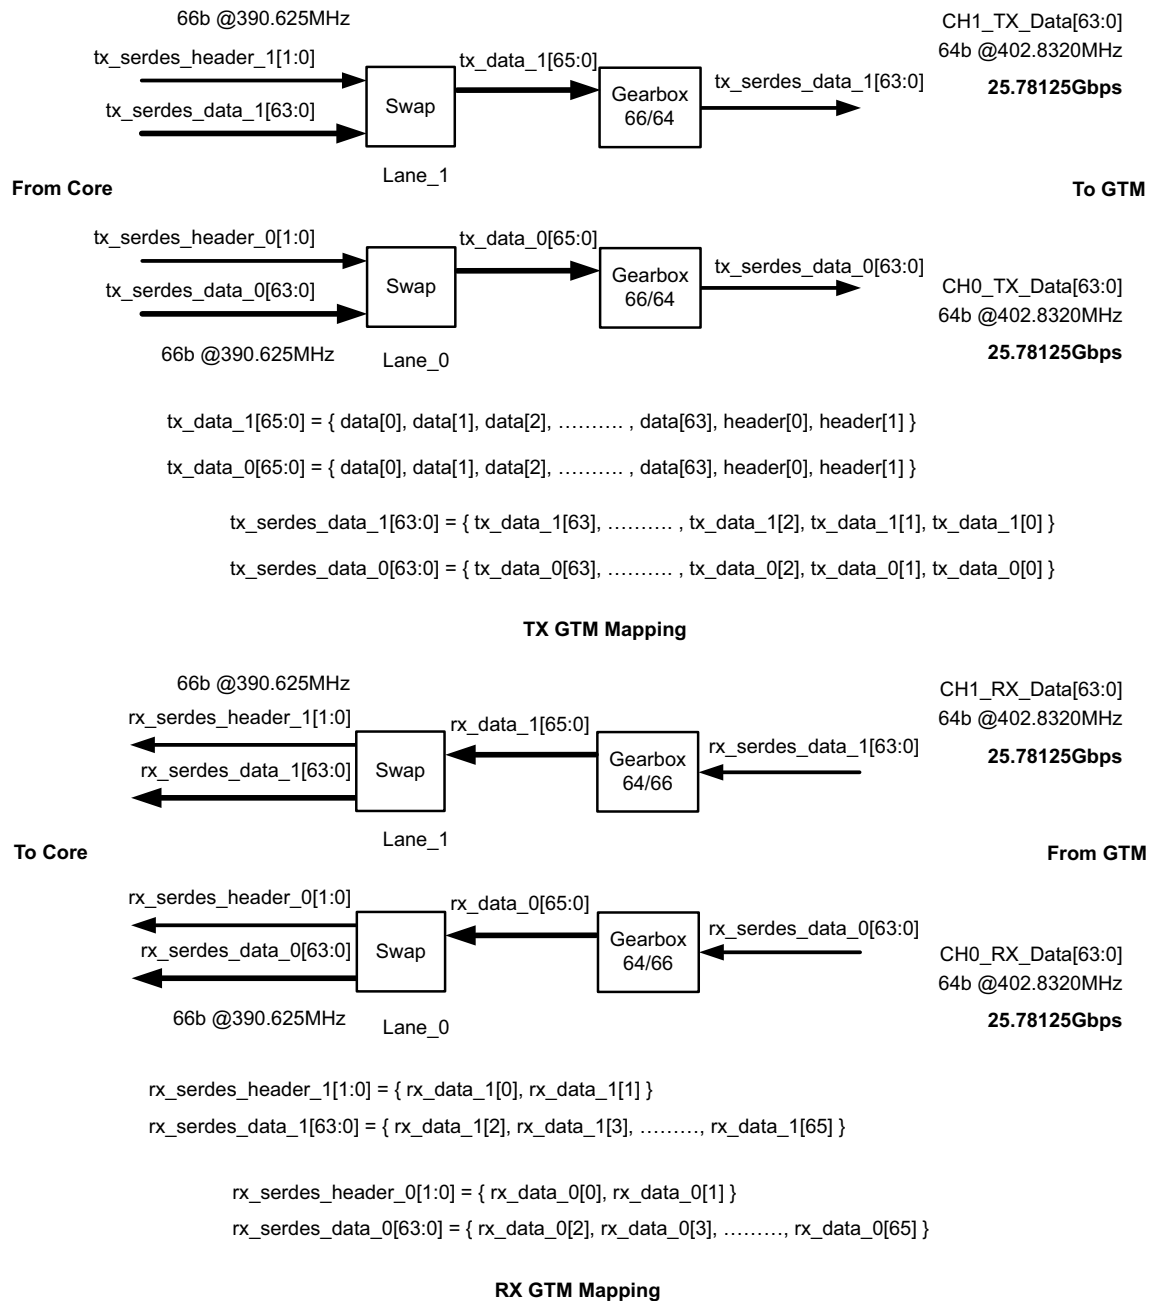 66b @390.625MHz
CH1_TX_Data[63:0]
tx_serdes_header_1[1:0]
tx_data_1[65:0]
64b @402.8320MHz
tx_serdes_data_1[63:0]
25.78125Gbps
tx_serdes_data_1[63:0]
Swap
Gearbox
66/64
Lane_1
From Core
To GTM
tx_serdes_header_0[1:0]
tx_data_0[65:0]
tx_serdes_data_0[63:0]
tx_serdes_data_0[63:0]
Swap
Gearbox
66/64
CH0_TX_Data[63:0]
64b @402.8320MHz
66b @390.625MHz
Lane_0
25.78125Gbps
tx_data_1[65:0] = { data[0], data[1], data[2], ………. , data[63], header[0], header[1] }
tx_data_0[65:0] = { data[0], data[1], data[2], ………. , data[63], header[0], header[1] }
tx_serdes_data_1[63:0] = { tx_data_1[63], ………. , tx_data_1[2], tx_data_1[1], tx_data_1[0] }
tx_serdes_data_0[63:0] = { tx_data_0[63], ………. , tx_data_0[2], tx_data_0[1], tx_data_0[0] }
TX GTM Mapping
66b @390.625MHz
CH1_RX_Data[63:0]
rx_serdes_header_1[1:0]
rx_data_1[65:0]
64b @402.8320MHz
rx_serdes_data_1[63:0]
25.78125Gbps
rx_serdes_data_1[63:0]
Swap
Gearbox
64/66
Lane_1
To Core
From GTM
rx_serdes_header_0[1:0]
rx_data_0[65:0]
rx_serdes_data_0[63:0]
rx_serdes_data_0[63:0]
Swap
Gearbox
64/66
CH0_RX_Data[63:0]
64b @402.8320MHz
66b @390.625MHz
Lane_0
25.78125Gbps
rx_serdes_header_1[1:0] = { rx_data_1[0], rx_data_1[1] }
rx_serdes_data_1[63:0] = { rx_data_1[2], rx_data_1[3], ………, rx_data_1[65] }
rx_serdes_header_0[1:0] = { rx_data_0[0], rx_data_0[1] }
rx_serdes_data_0[63:0] = { rx_data_0[2], rx_data_0[3], ………, rx_data_0[65] }
RX GTM Mapping